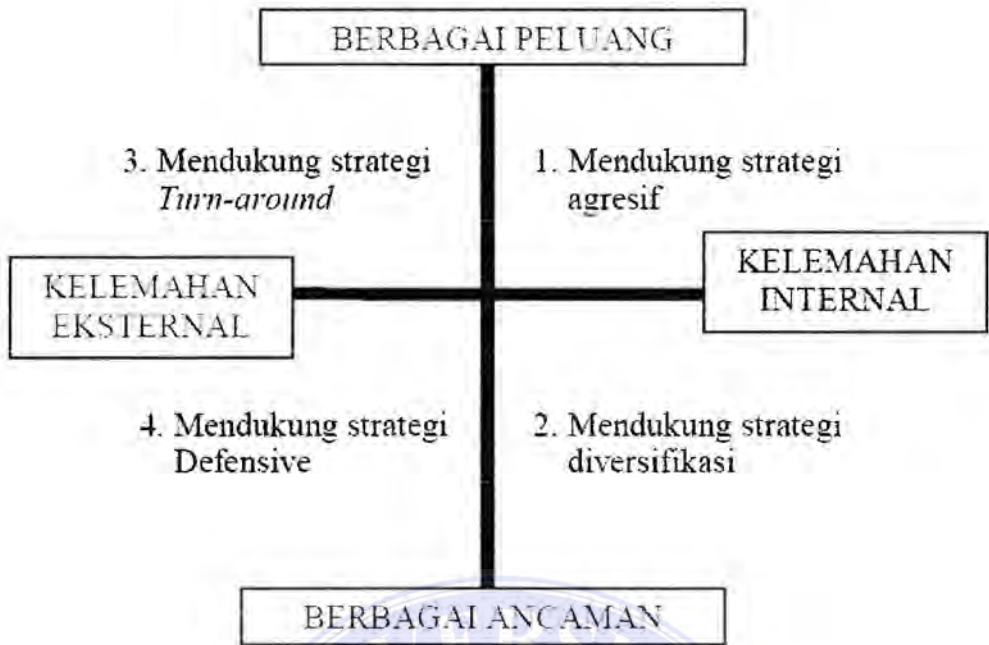 BERBAGAI PELUANG
3. Mendukung strategi
Turn-around
1. Mendukung strategi
agresif
KELEMAHAN
EKSTERNAL
KELEMAHAN
INTERNAL
4. Mendukung strategi
Defensive
2. Mendukung strategi
diversifikasi
BERBAGAI ANCAMAN